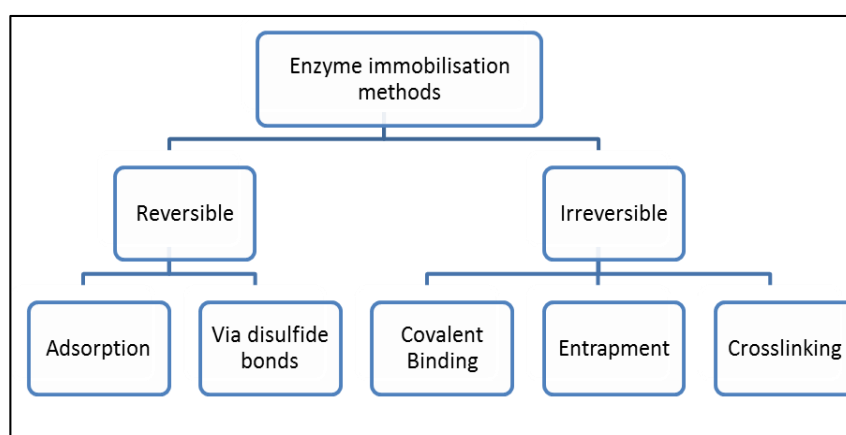 Enzyme immobilisation
methods
Reversible
Irreversible
Adsorption
Via disulfide
bonds
Covalent
Binding
Entrapment
Crosslinking